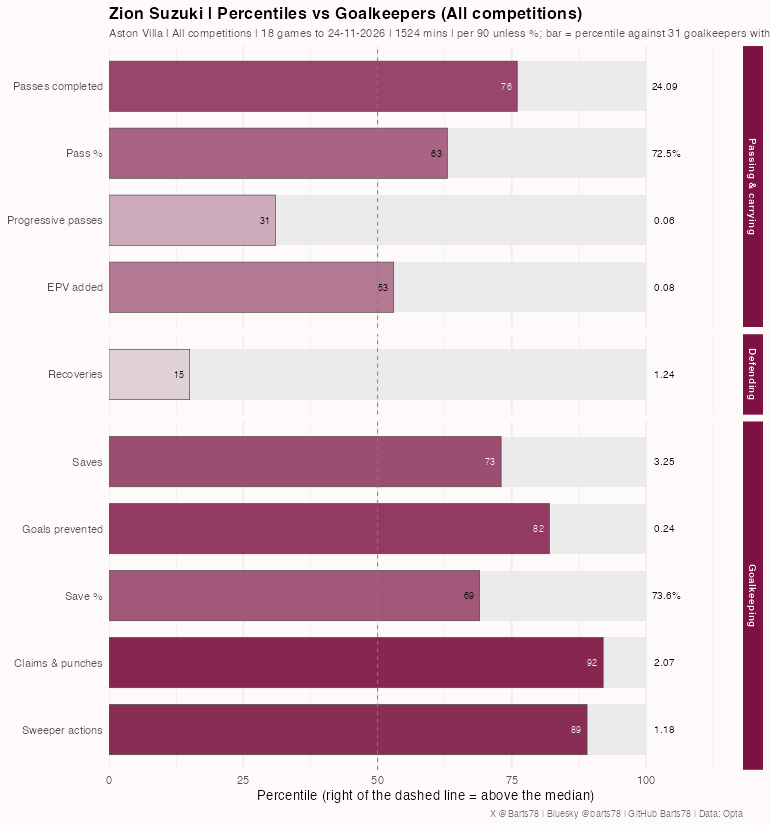 Zion Suzuki | Percentiles vs Goalkeepers (All competitions)
Aston Villa | All competitions | 18 games to 24-11-2026 | 1524 mins | per 90 unless %; bar = percentile against 31 goalkeepers with
Passes completed 76 24.09
Pass % 63 72.5%
Progressive passes 31 0.06
EPV added 53 0.08
Passing & carrying
Recoveries 15 1.24
Defending
Saves 73 3.25
Goals prevented 82 0.24
Save % 69 73.6%
Claims & punches 92 2.07
Sweeper actions 89 1.18
Goalkeeping
0 25 50 75 100
Percentile (right of the dashed line = above the median)
X @Barts78 | Bluesky @barts78 | GitHub Barts78 | Data: Opta